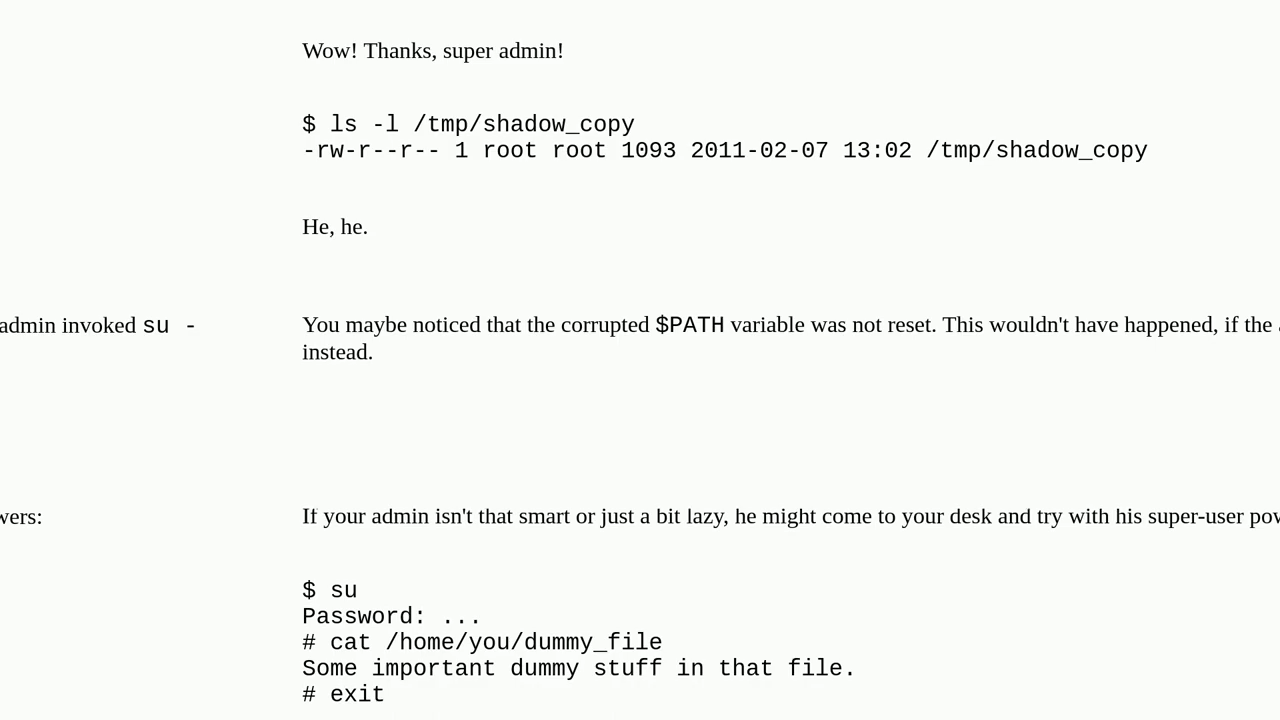 Wow! Thanks, super admin!
$ ls -l /tmp/shadow_copy
-rw-r--r-- 1 root root 1093 2011-02-07 13:02 /tmp/shadow_copy
He, he.
admin invoked su -
You maybe noticed that the corrupted $PATH variable was not reset. This wouldn't have happened, if the
instead.
wers:
If your admin isn't that smart or just a bit lazy, he might come to your desk and try with his super-user pow
$ su
Password: ...
# cat /home/you/dummy_file
Some important dummy stuff in that file.
# exit